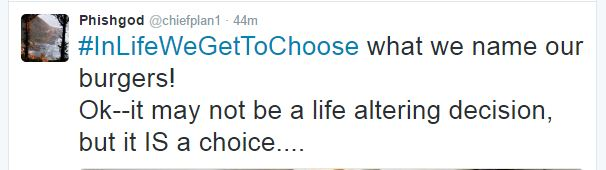 Phishgod @chiefplan1 · 44m
#InLifeWeGetToChoose what we name our
burgers!
Ok--it may not be a life altering decision,
but it IS a choice....